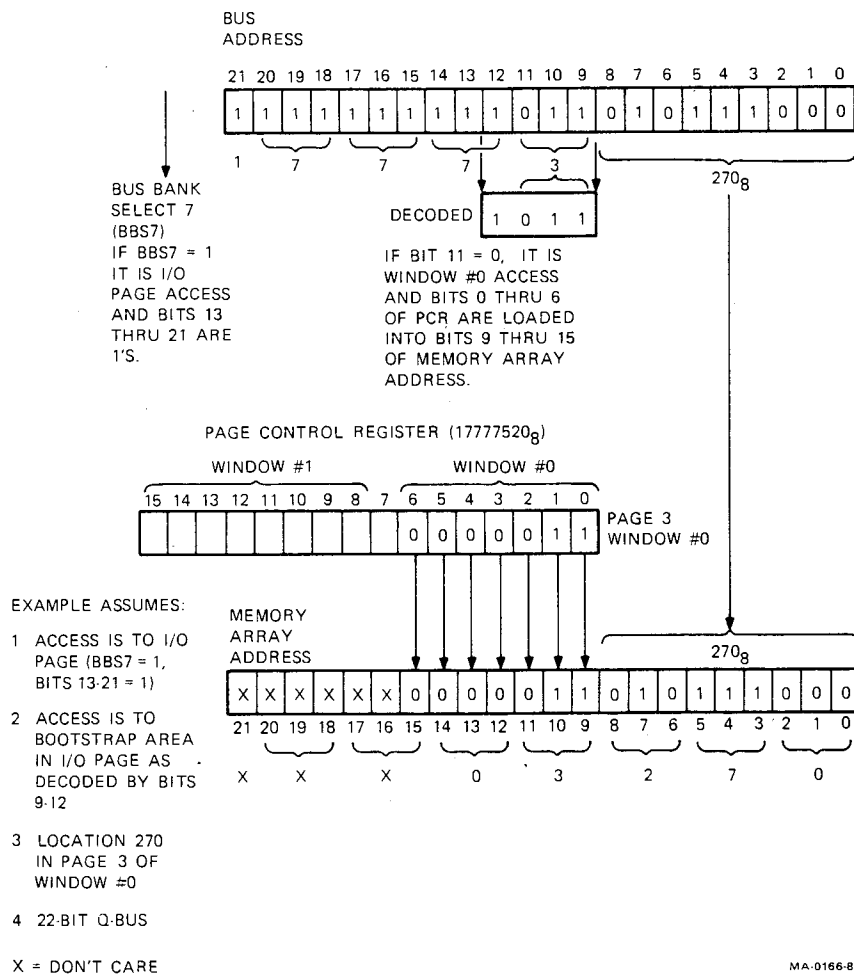 BUS
ADDRESS
21 20 19 18 17 16 15 14 13 12 11 10 9 8 7 6 5 4 3 2 1 0
1 1 1 1 1 1 1 1 1 1 0 1 1 0 1 0 1 1 1 0 0 0
1 7 7 7 3 270₈
BUS BANK
SELECT 7
(BBS7)
IF BBS7 = 1
IT IS I/O
PAGE ACCESS
AND BITS 13
THRU 21 ARE
1'S.
DECODED 1 0 1 1
IF BIT 11 = 0, IT IS
WINDOW #0 ACCESS
AND BITS 0 THRU 6
OF PCR ARE LOADED
INTO BITS 9 THRU 15
OF MEMORY ARRAY
ADDRESS.
PAGE CONTROL REGISTER (17777520₈)
WINDOW #1 WINDOW #0
15 14 13 12 11 10 9 8 7 6 5 4 3 2 1 0
0 0 0 0 0 1 1
PAGE 3
WINDOW #0
EXAMPLE ASSUMES:
1 ACCESS IS TO I/O
PAGE (BBS7 = 1,
BITS 13-21 = 1)
2 ACCESS IS TO
BOOTSTRAP AREA
IN I/O PAGE AS
DECODED BY BITS
9-12
3 LOCATION 270
IN PAGE 3 OF
WINDOW #0
4 22-BIT Q-BUS
X = DON'T CARE
MEMORY
ARRAY
ADDRESS
270₈
X X X X X X 0 0 0 0 0 1 1 0 1 0 1 1 1 0 0 0
21 20 19 18 17 16 15 14 13 12 11 10 9 8 7 6 5 4 3 2 1 0
X X X 0 3 2 7 0
MA-0166-8